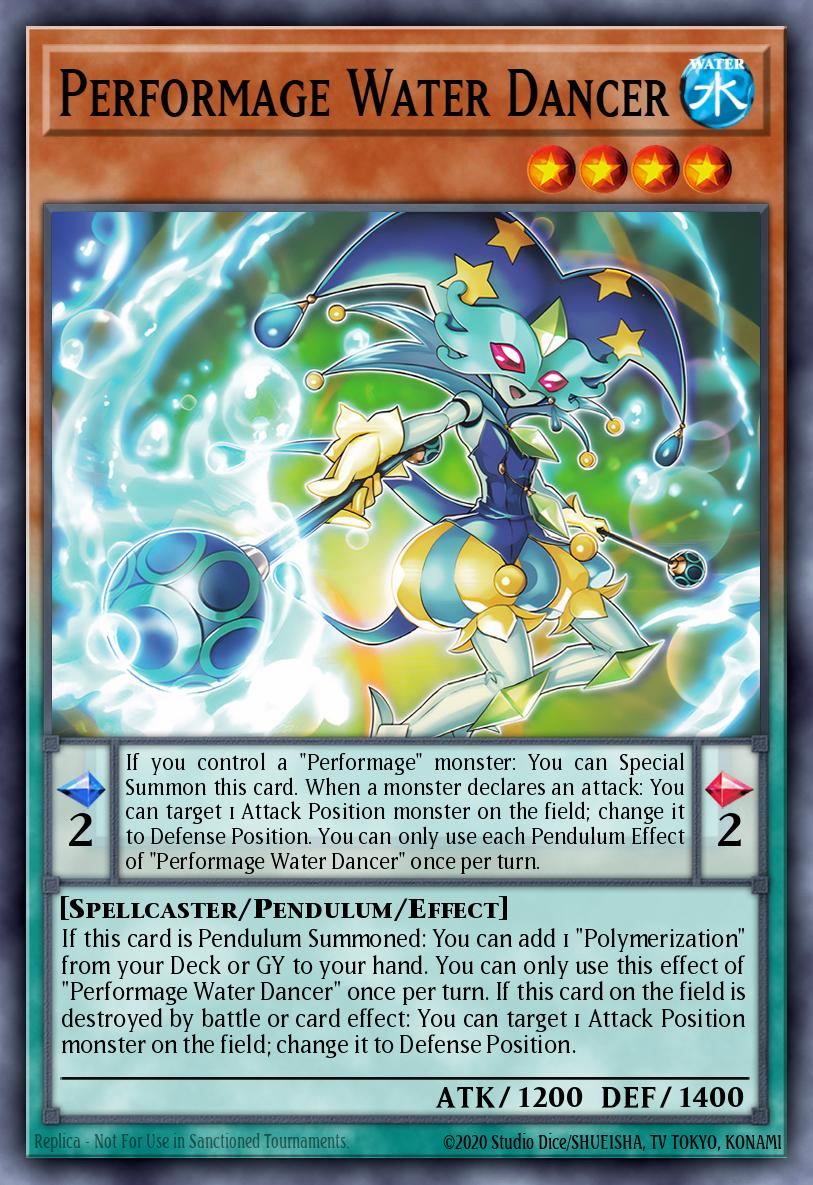 Performage Water Dancer
WATER
水
If you control a "Performage" monster: You can Special
Summon this card. When a monster declares an attack: You
can target 1 Attack Position monster on the field; change it
to Defense Position. You can only use each Pendulum Effect
of "Performage Water Dancer" once per turn.
2
2
[Spellcaster/Pendulum/Effect]
If this card is Pendulum Summoned: You can add 1 "Polymerization"
from your Deck or GY to your hand. You can only use this effect of
"Performage Water Dancer" once per turn. If this card on the field is
destroyed by battle or card effect: You can target 1 Attack Position
monster on the field; change it to Defense Position.
ATK/1200 DEF/1400
Replica - Not For Use in Sanctioned Tournaments.
©2020 Studio Dice/SHUEISHA, TV TOKYO, KONAMI